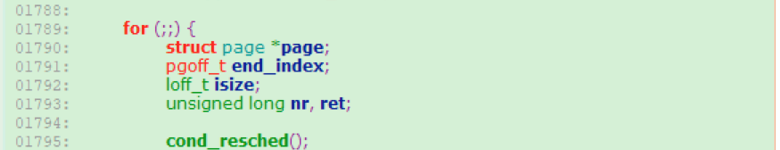 01788:
01789: for (;;) {
01790: struct page *page;
01791: pgoff_t end_index;
01792: loff_t isize;
01793: unsigned long nr, ret;
01794:
01795: cond_resched();